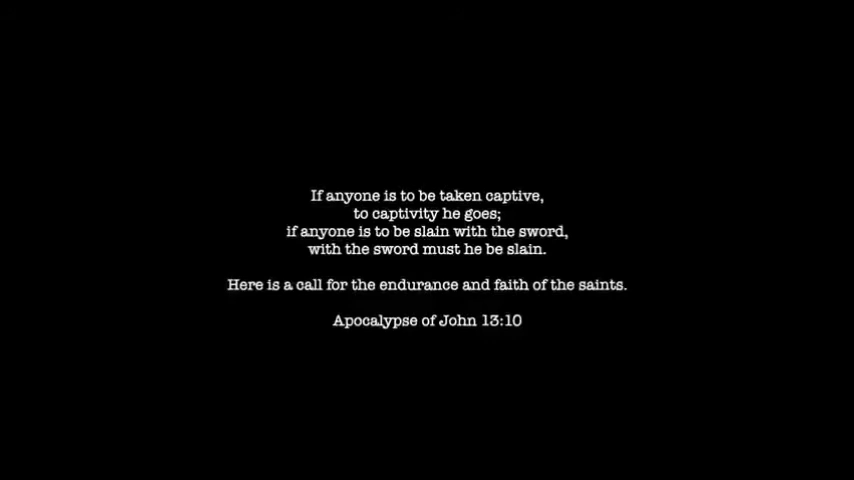 If anyone is to be taken captive,
to captivity he goes;
if anyone is to be slain with the sword,
with the sword must he be slain.
Here is a call for the endurance and faith of the saints.
Apocalypse of John 13:10